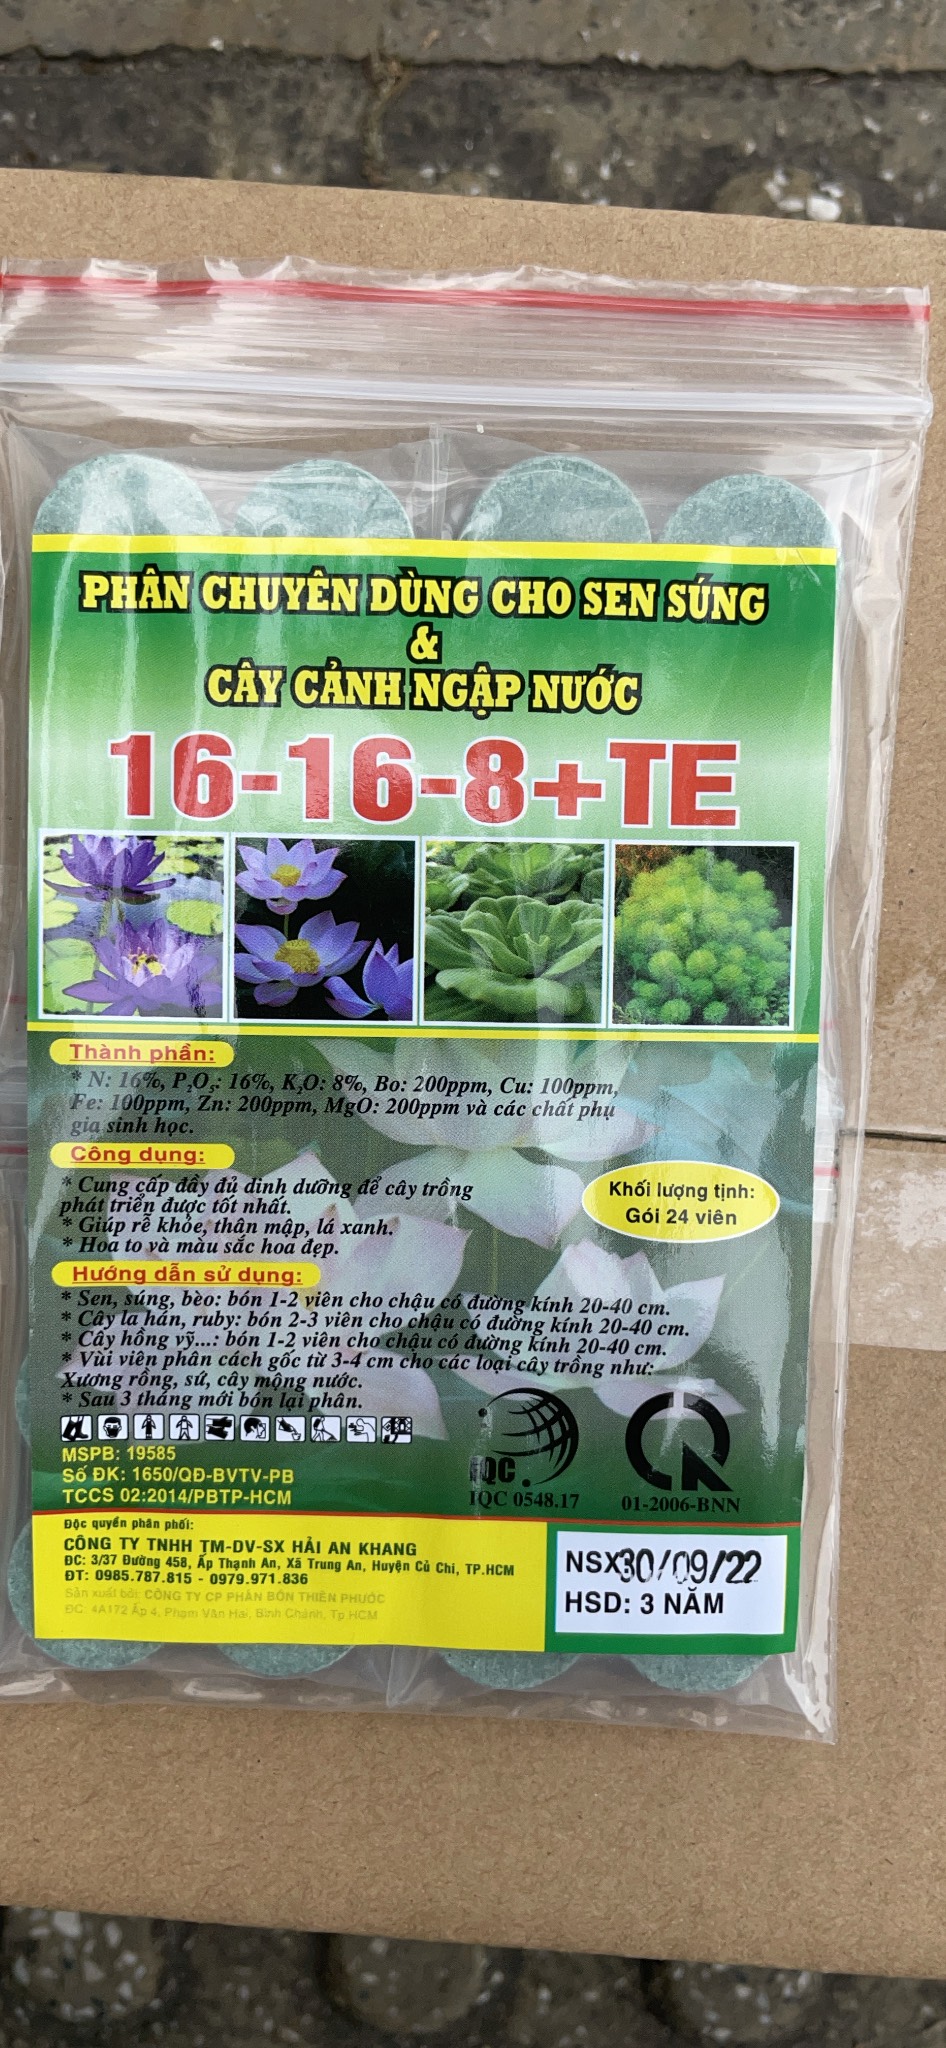 PHÂN CHUYÊN DÙNG CHO SEN SÚNG
&
CÂY CẢNH NGẬP NƯỚC
16-16-8+TE
Thành phần:
* N: 16%, P₂O₅: 16%, K₂O: 8%, Bo: 200ppm, Cu: 100ppm,
Fe: 100ppm, Zn: 200ppm, MgO: 200ppm và các chất phụ
gia sinh học.
Công dụng:
* Cung cấp đầy đủ dinh dưỡng để cây trồng
phát triển được tốt nhất.
* Giúp rễ khỏe, thân mập, lá xanh.
* Hoa to và màu sắc hoa đẹp.
Khối lượng tịnh:
Gói 24 viên
Hướng dẫn sử dụng:
* Sen, súng, bèo: bón 1-2 viên cho chậu có đường kính 20-40 cm.
* Cây la hán, ruby: bón 2-3 viên cho chậu có đường kính 20-40 cm.
* Cây hồng vỹ...: bón 1-2 viên cho chậu có đường kính 20-40 cm.
* Vùi viên phân cách gốc từ 3-4 cm cho các loại cây trồng như:
Xương rồng, sứ, cây mộng nước.
* Sau 3 tháng mới bón lại phân.
MSPB: 19585
Số ĐK: 1650/QĐ-BVTV-PB
TCCS 02:2014/PBTP-HCM
IQC
IQC 0548.17
01-2006-BNN
Độc quyền phân phối:
CÔNG TY TNHH TM-DV-SX HẢI AN KHANG
ĐC: 3/37 Đường 458, Ấp Thạnh An, Xã Trung An, Huyện Củ Chi, TP.HCM
ĐT: 0985.787.815 - 0979.971.836
Sản xuất bởi: CÔNG TY CP PHÂN BÓN THIÊN PHƯỚC
ĐC: 4A172 Ấp 4, Phạm Văn Hai, Bình Chánh, Tp.HCM
NSX 30/09/22
HSD: 3 NĂM